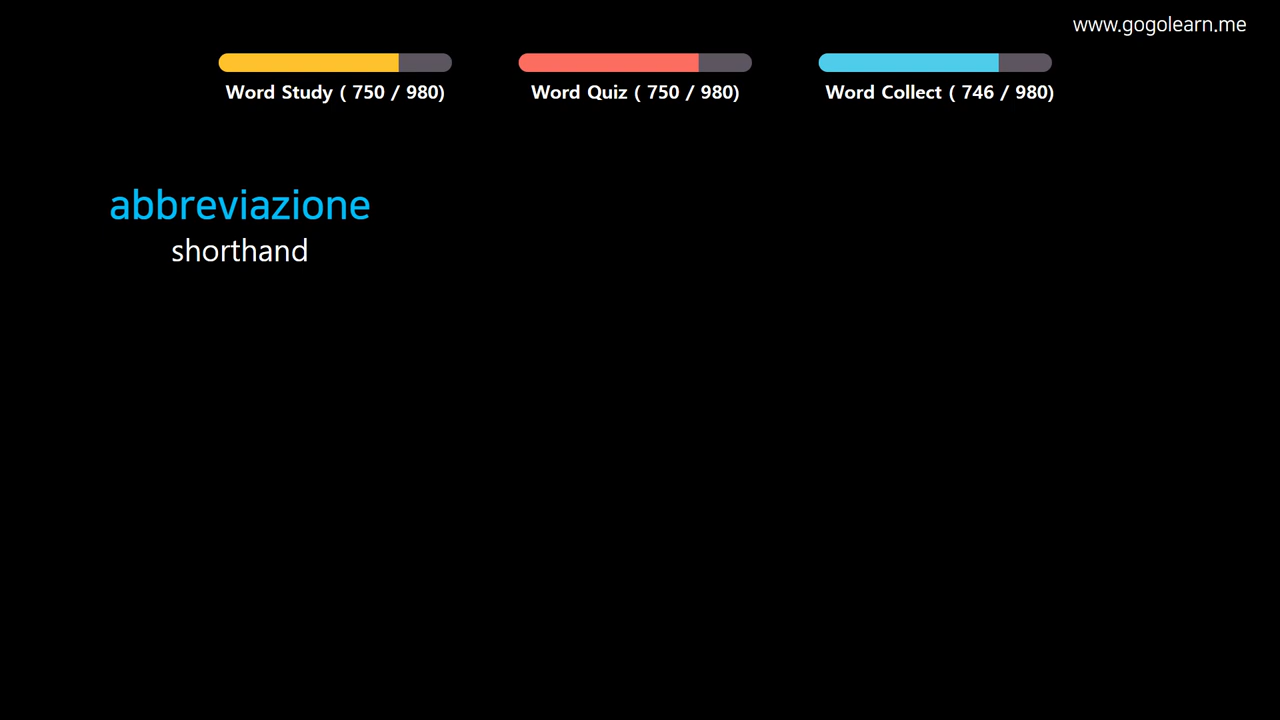 www.gogolearn.me
Word Study ( 750 / 980)
Word Quiz ( 750 / 980)
Word Collect ( 746 / 980)
abbreviazione
shorthand